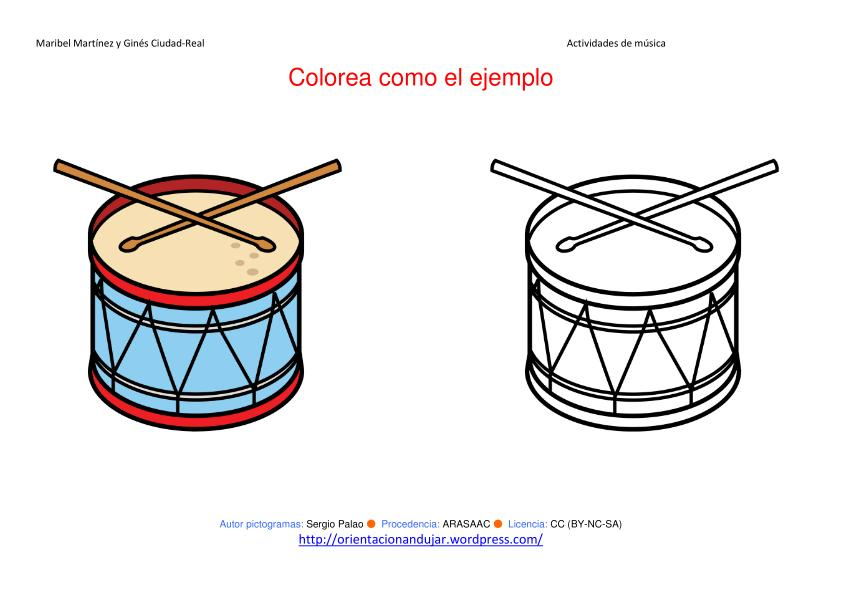 Maribel Martínez y Ginés Ciudad-Real Actividades de música
Colorea como el ejemplo
Autor pictogramas: Sergio Palao ● Procedencia: ARASAAC ● Licencia: CC (BY-NC-SA)
http://orientacionandujar.wordpress.com/